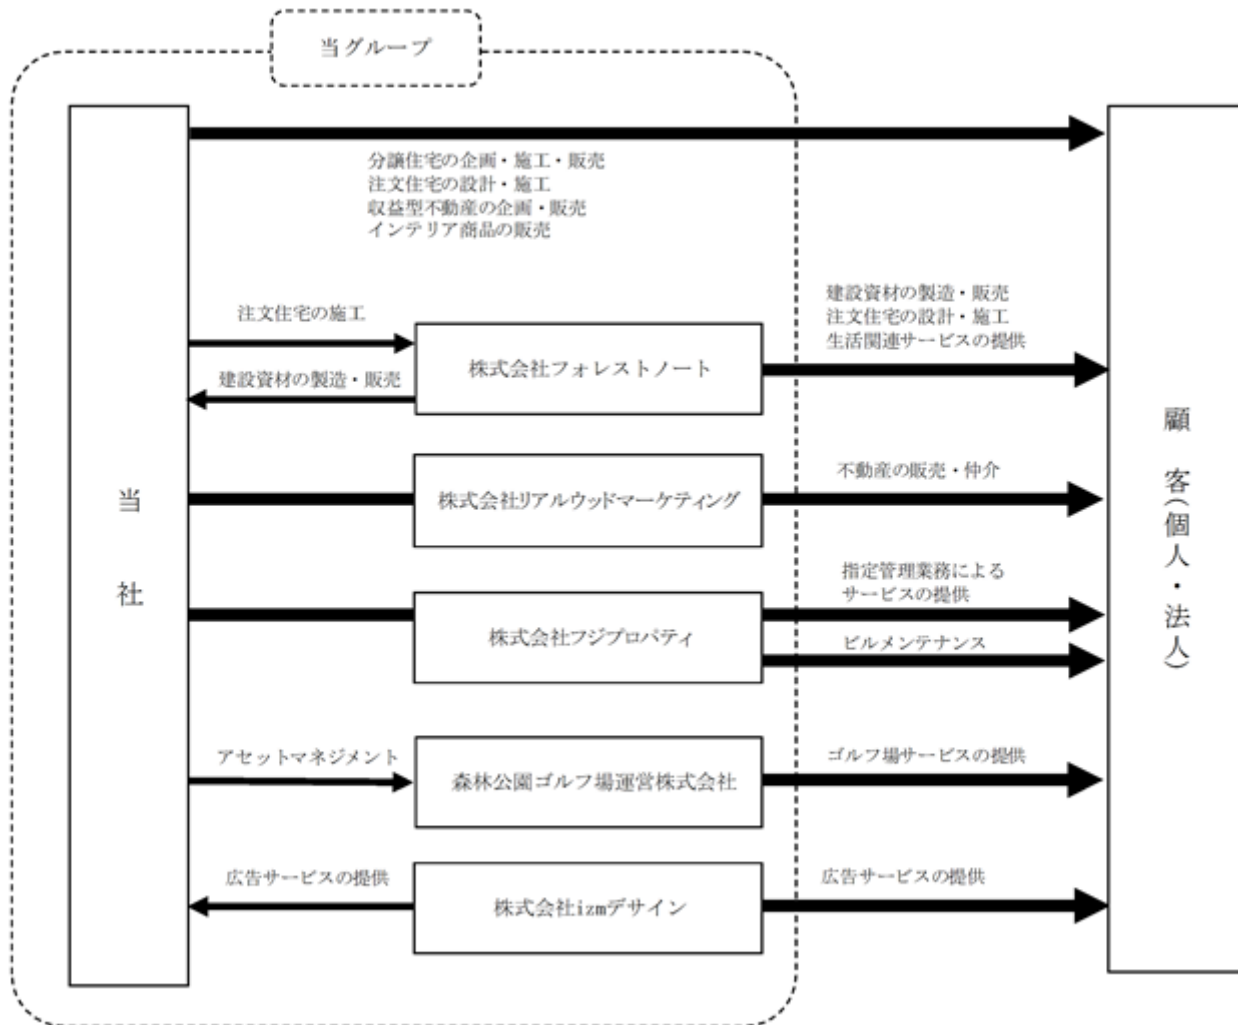 当グループ
分譲住宅の企画・施工・販売
注文住宅の設計・施工
収益型不動産の企画・販売
インテリア商品の販売
注文住宅の施工
建設資材の製造・販売
株式会社フォレストノート
建設資材の製造・販売
注文住宅の設計・施工
生活関連サービスの提供
株式会社リアルウッドマーケティング
不動産の販売・仲介
当社
株式会社フジプロパティ
指定管理業務による
サービスの提供
ビルメンテナンス
アセットマネジメント
森林公園ゴルフ場運営株式会社
ゴルフ場サービスの提供
広告サービスの提供
株式会社izmデザイン
広告サービスの提供
顧客(個人・法人)